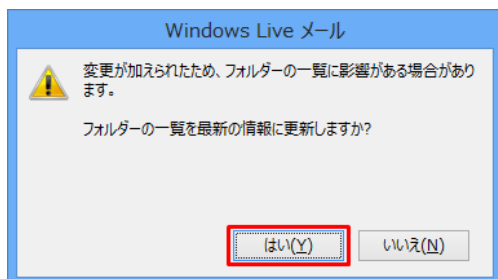 Windows Live メール
変更が加えられたため、フォルダーの一覧に影響がある場合があり
ます。
フォルダーの一覧を最新の情報に更新しますか?
はい(Y) いいえ(N)